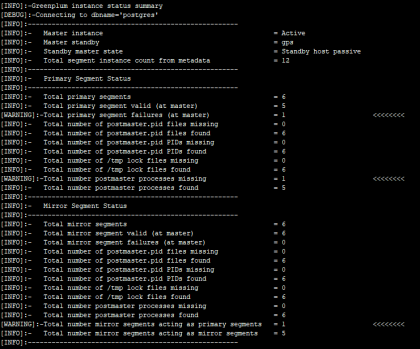 [INFO]:-Greenplum instance status summary
[DEBUG]:-Connecting to dbname='postgres'
[INFO]:-----------------------------------------------------
[INFO]:-   Master instance                                = Active
[INFO]:-   Master standby                                 = gps
[INFO]:-   Standby master state                           = Standby host passive
[INFO]:-   Total segment instance count from metadata     = 12
[INFO]:-----------------------------------------------------
[INFO]:-   Primary Segment Status
[INFO]:-----------------------------------------------------
[INFO]:-   Total primary segments                         = 6
[INFO]:-   Total primary segment valid (at master)        = 5
[WARNING]:-Total primary segment failures (at master)     = 1                      <<<<<<<<
[INFO]:-   Total number of postmaster.pid files missing   = 0
[INFO]:-   Total number of postmaster.pid files found     = 6
[INFO]:-   Total number of postmaster.pid PIDs missing    = 0
[INFO]:-   Total number of postmaster.pid PIDs found      = 6
[INFO]:-   Total number of /tmp lock files missing        = 0
[INFO]:-   Total number of /tmp lock files found          = 6
[WARNING]:-Total number postmaster processes missing      = 1                      <<<<<<<<
[INFO]:-   Total number postmaster processes found        = 5
[INFO]:-----------------------------------------------------
[INFO]:-   Mirror Segment Status
[INFO]:-----------------------------------------------------
[INFO]:-   Total mirror segments                          = 6
[INFO]:-   Total mirror segment valid (at master)         = 6
[INFO]:-   Total mirror segment failures (at master)      = 0
[INFO]:-   Total number of postmaster.pid files missing   = 0
[INFO]:-   Total number of postmaster.pid files found     = 6
[INFO]:-   Total number of postmaster.pid PIDs missing    = 0
[INFO]:-   Total number of postmaster.pid PIDs found      = 6
[INFO]:-   Total number of /tmp lock files missing        = 0
[INFO]:-   Total number of /tmp lock files found          = 6
[INFO]:-   Total number postmaster processes missing      = 0
[INFO]:-   Total number postmaster processes found        = 6
[WARNING]:-Total number mirror segments acting as primary segments   = 1                      <<<<<<<<
[INFO]:-   Total number mirror segments acting as mirror segments    = 5
[INFO]:-----------------------------------------------------